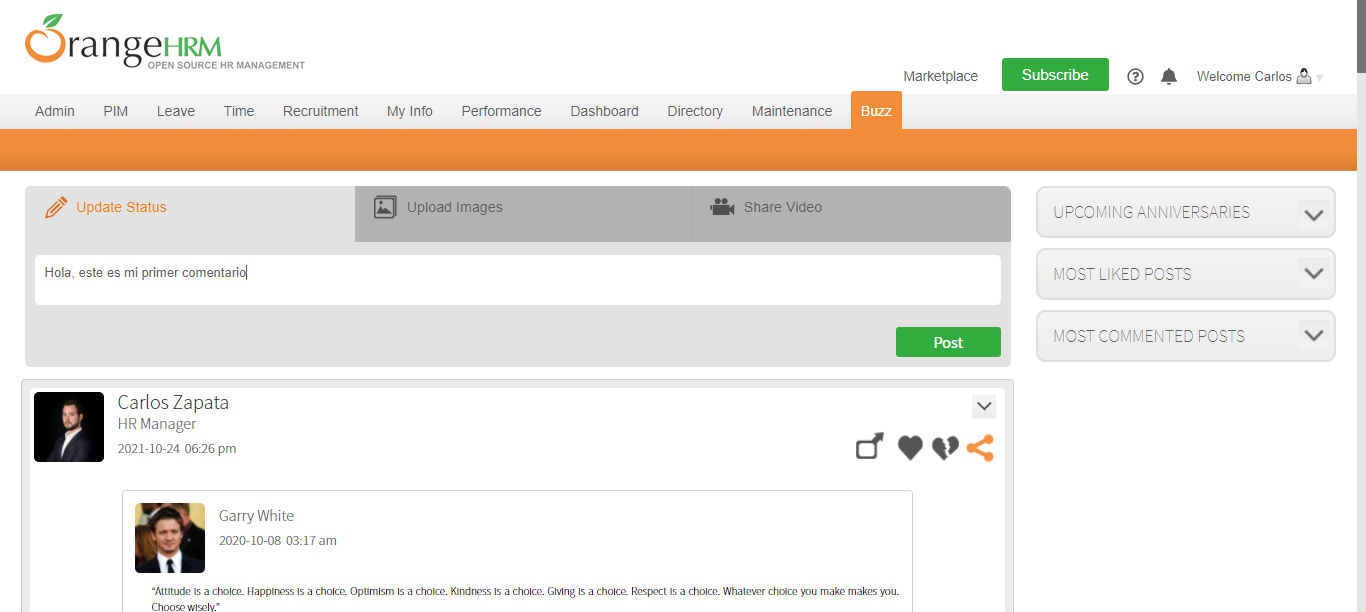 OrangeHRM
OPEN SOURCE HR MANAGEMENT
Marketplace
Subscribe
?
Welcome Carlos
Admin PIM Leave Time Recruitment My Info Performance Dashboard Directory Maintenance Buzz
Update Status
Upload Images
Share Video
Hola, este es mi primer comentario
Post
UPCOMING ANNIVERSARIES
MOST LIKED POSTS
MOST COMMENTED POSTS
Carlos Zapata
HR Manager
2021-10-24 06:26 pm
Garry White
2020-10-08 03:17 am
“Attitude is a choice. Happiness is a choice. Optimism is a choice. Kindness is a choice. Giving is a choice. Respect is a choice. Whatever choice you make makes you.
Choose wisely.”